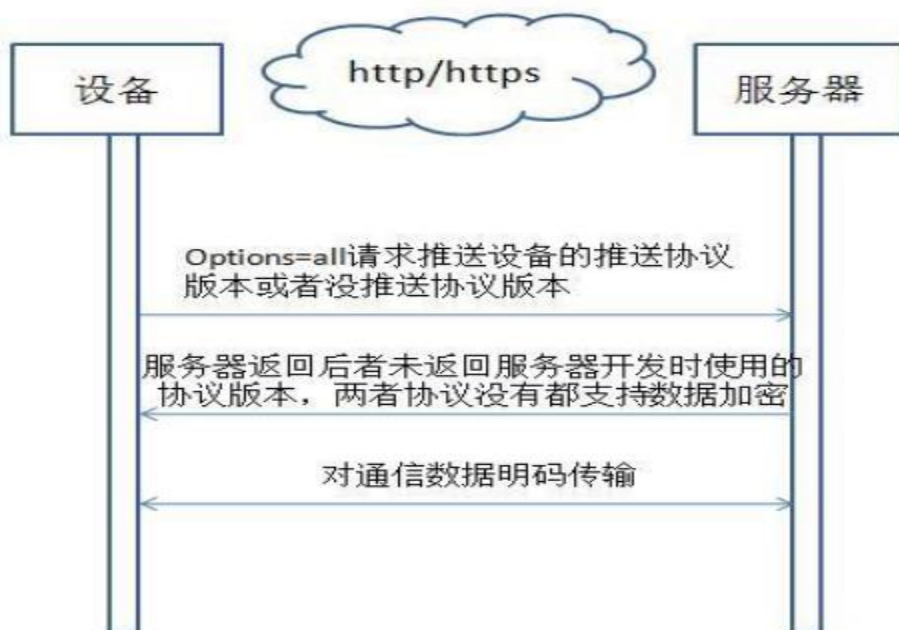 设备
http/https
服务器
Options=all请求推送设备的推送协议
版本或者没推送协议版本
服务器返回后者未返回服务器开发时使用的
协议版本，两者协议没有都支持数据加密
对通信数据明码传输